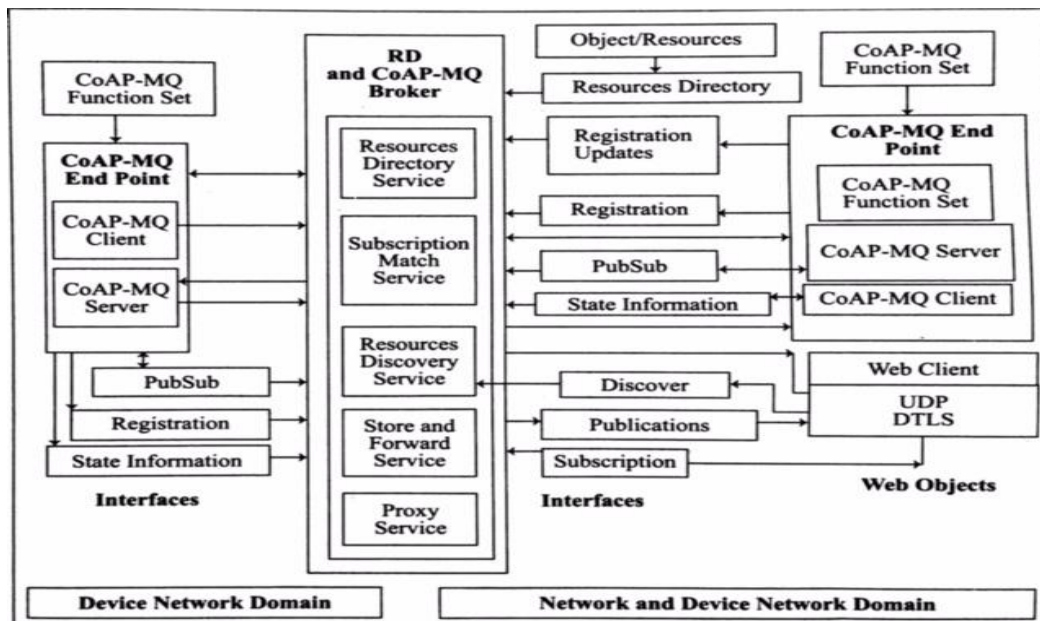 CoAP-MQ
Function Set
CoAP-MQ
End Point
CoAP-MQ
Client
CoAP-MQ
Server
PubSub
Registration
State Information
Interfaces
RD
and CoAP-MQ
Broker
Resources
Directory
Service
Subscription
Match
Service
Resources
Discovery
Service
Store and
Forward
Service
Proxy
Service
Object/Resources
Resources Directory
Registration
Updates
Registration
PubSub
State Information
Discover
Publications
Subscription
Interfaces
CoAP-MQ
Function Set
CoAP-MQ End
Point
CoAP-MQ
Function Set
CoAP-MQ Server
CoAP-MQ Client
Web Client
UDP
DTLS
Web Objects
Device Network Domain
Network and Device Network Domain